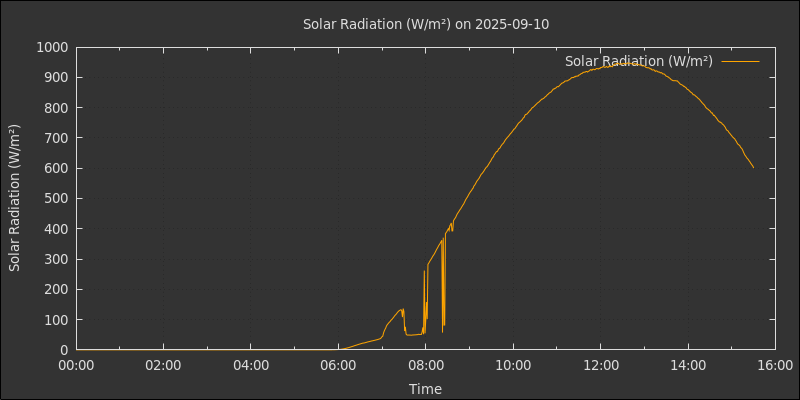 Solar Radiation (W/m²) on 2025-09-10
Solar Radiation (W/m²)
Solar Radiation (W/m²)
1000
900
800
700
600
500
400
300
200
100
0
00:00 02:00 04:00 06:00 08:00 10:00 12:00 14:00 16:00
Time